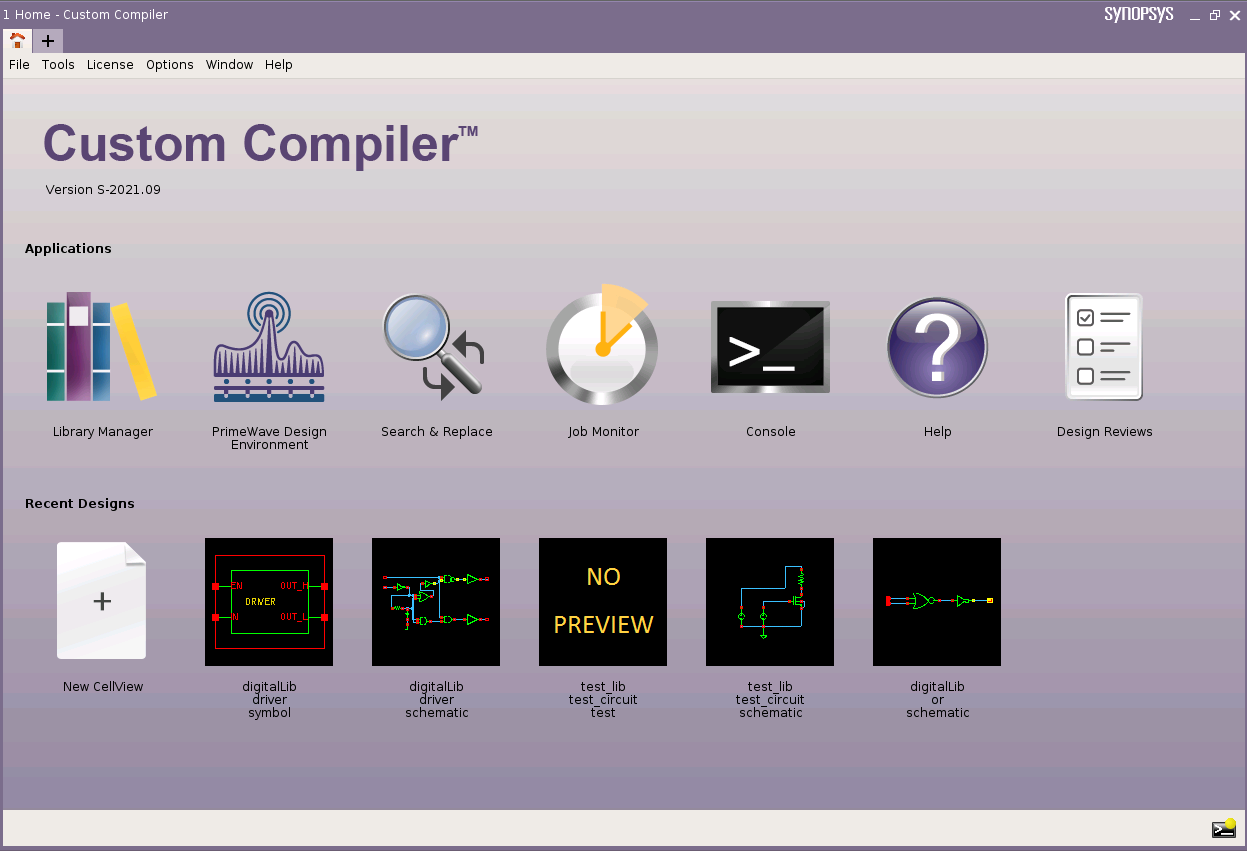 1 Home - Custom Compiler
SYNOPSYS
File Tools License Options Window Help
Custom Compiler™
Version S-2021.09
Applications
Library Manager
PrimeWave Design
Environment
Search & Replace
Job Monitor
>_
Console
?
Help
Design Reviews
Recent Designs
+
New CellView
EN OUT_H
DRIVER
IN OUT_L
digitalLib
driver
symbol
digitalLib
driver
schematic
NO
PREVIEW
test_lib
test_circuit
test
test_lib
test_circuit
schematic
digitalLib
or
schematic